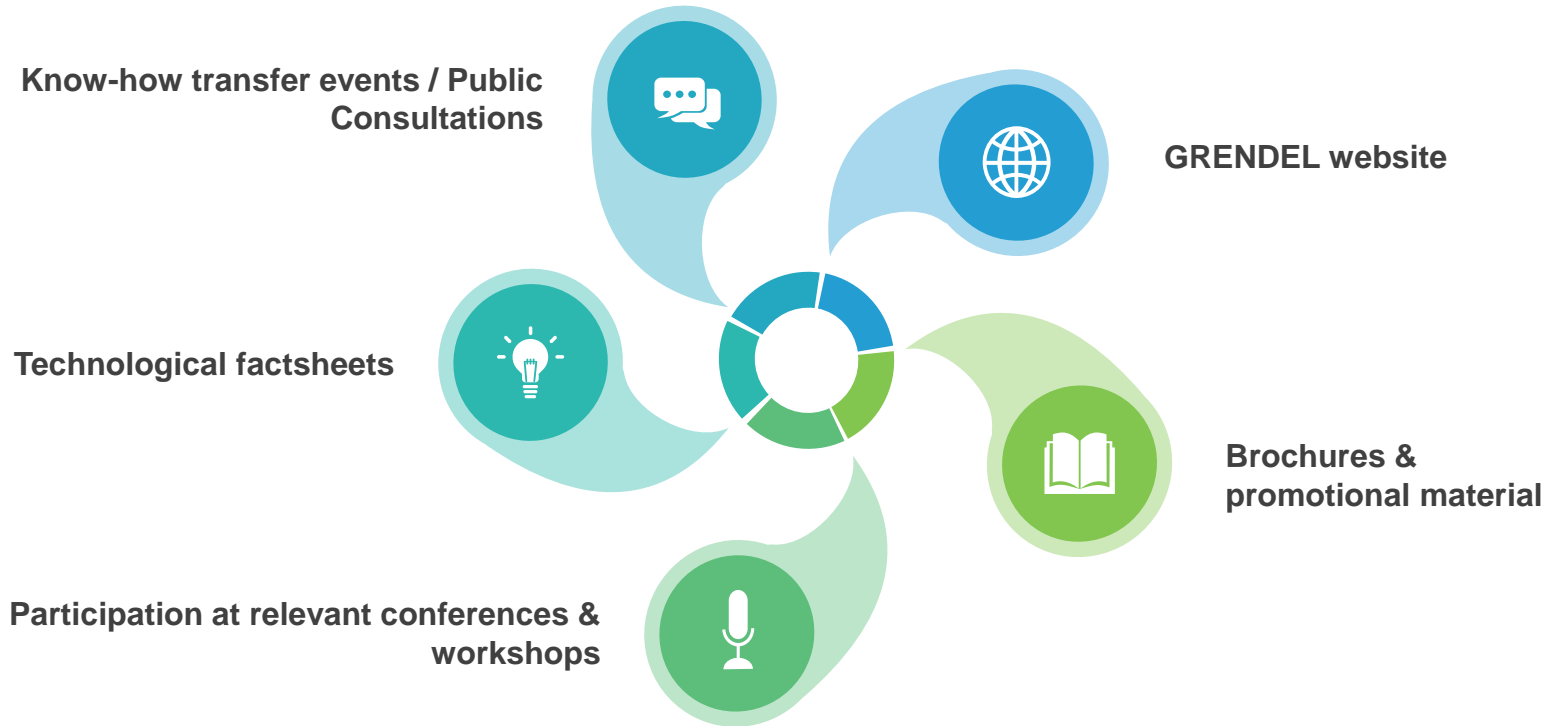 Know-how transfer events / Public
Consultations
GRENDEL website
Technological factsheets
Brochures &
promotional material
Participation at relevant conferences &
workshops